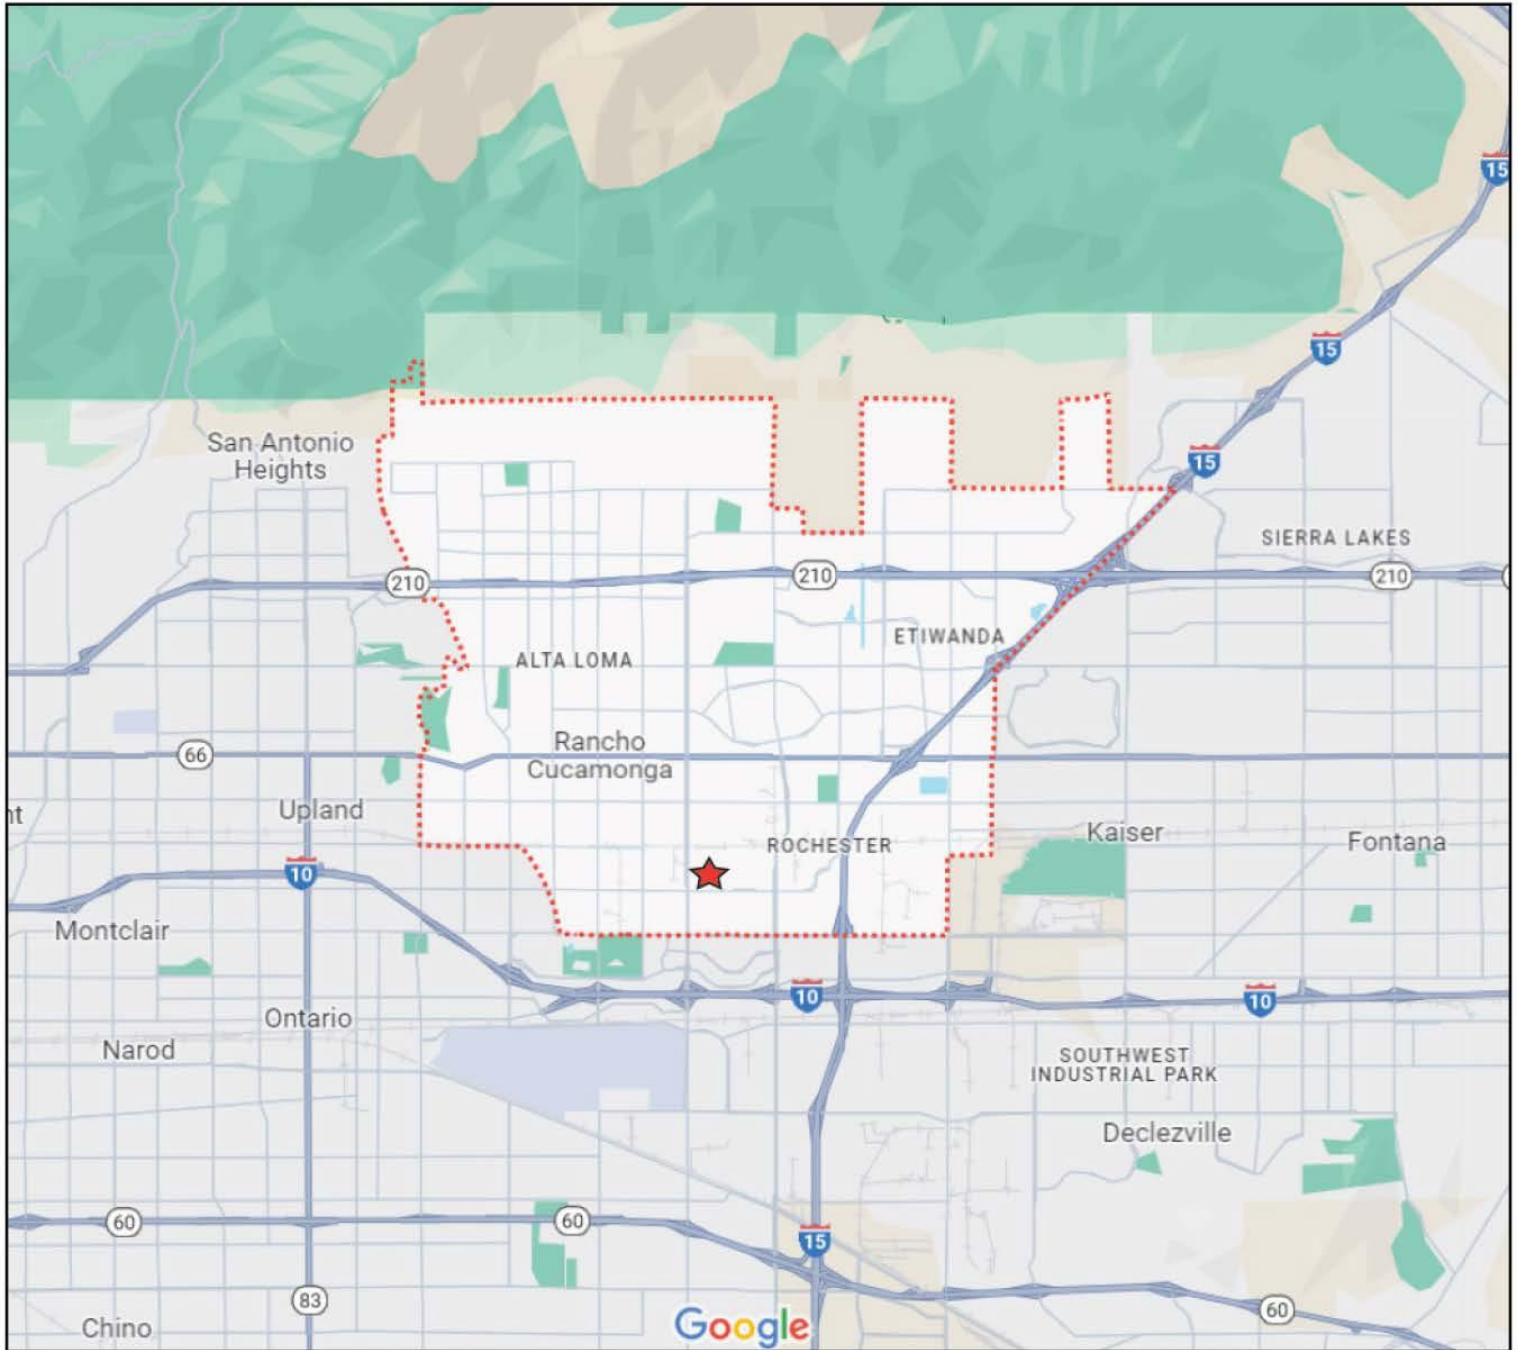 15
15
San Antonio
Heights
15
SIERRA LAKES
210
210
210
ETIWANDA
ALTA LOMA
66
Rancho
Cucamonga
nt
Upland
Kaiser
Fontana
ROCHESTER
10
Montclair
10
10
Ontario
Narod
SOUTHWEST
INDUSTRIAL PARK
Declezville
60
60
15
83
60
Chino
Google